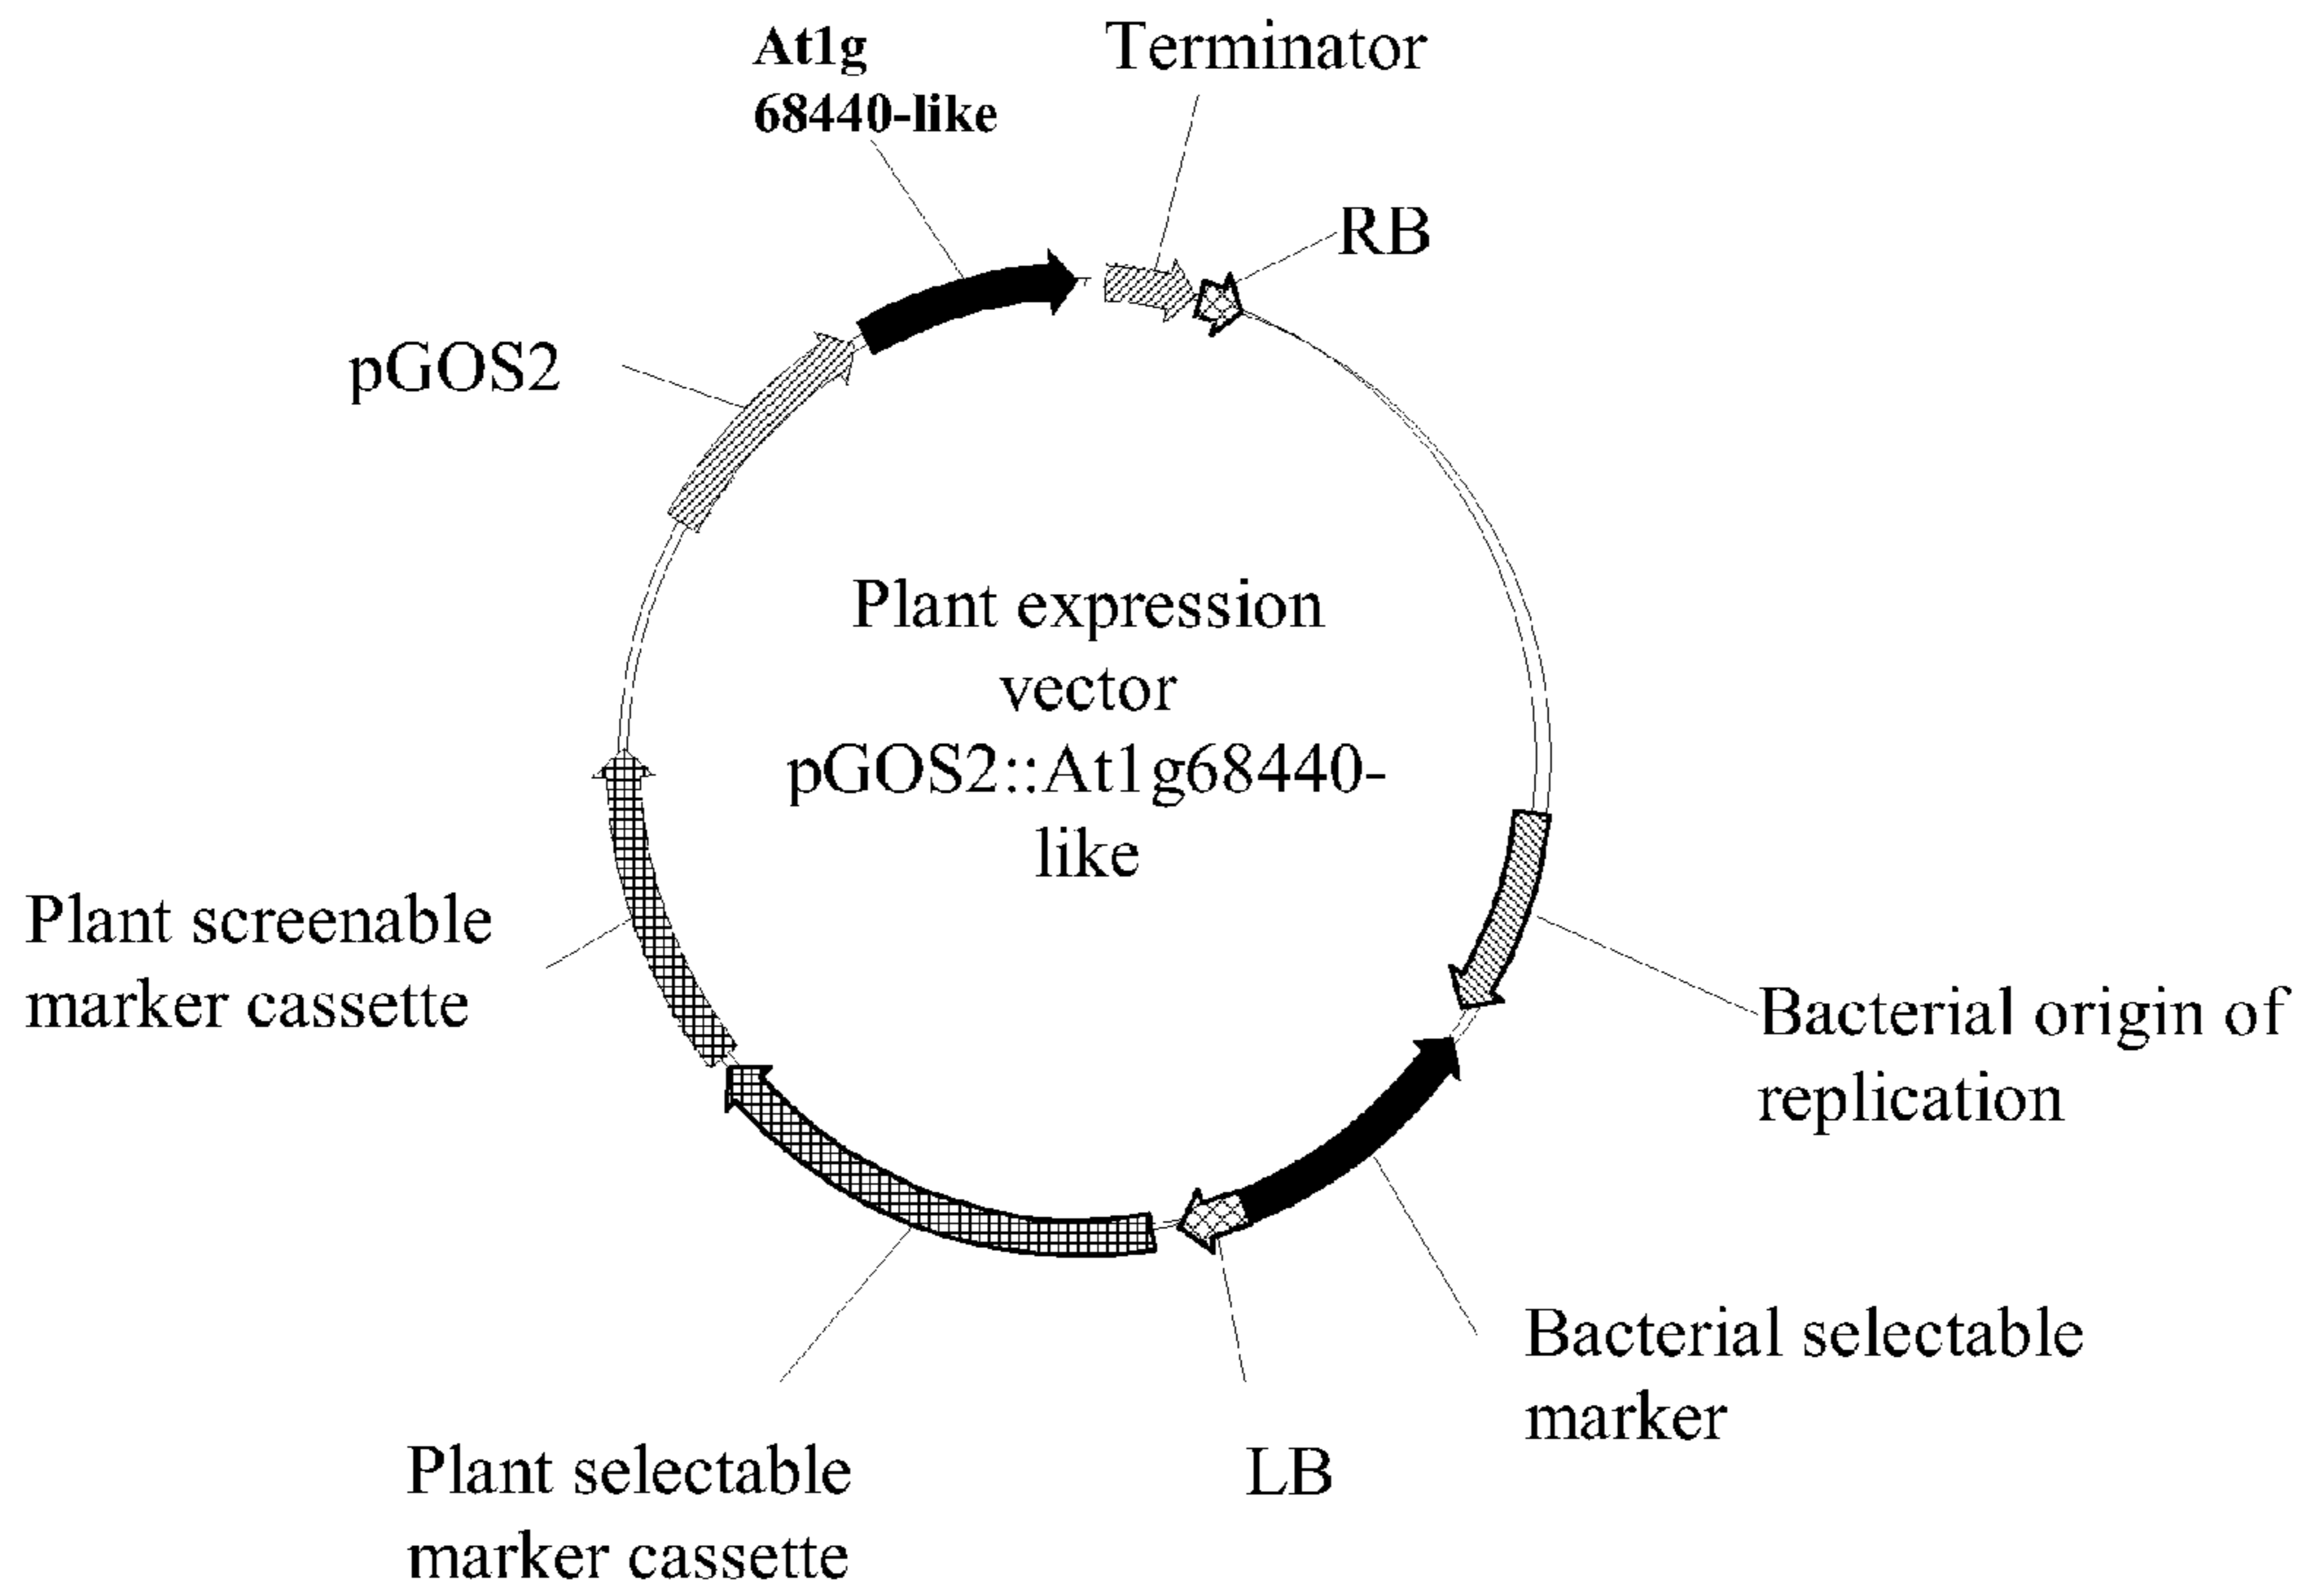 At1g
68440-like
Terminator
RB
pGOS2
Plant expression
vector
pGOS2::At1g68440-
like
Plant screenable
marker cassette
Bacterial origin of
replication
Bacterial selectable
marker
LB
Plant selectable
marker cassette